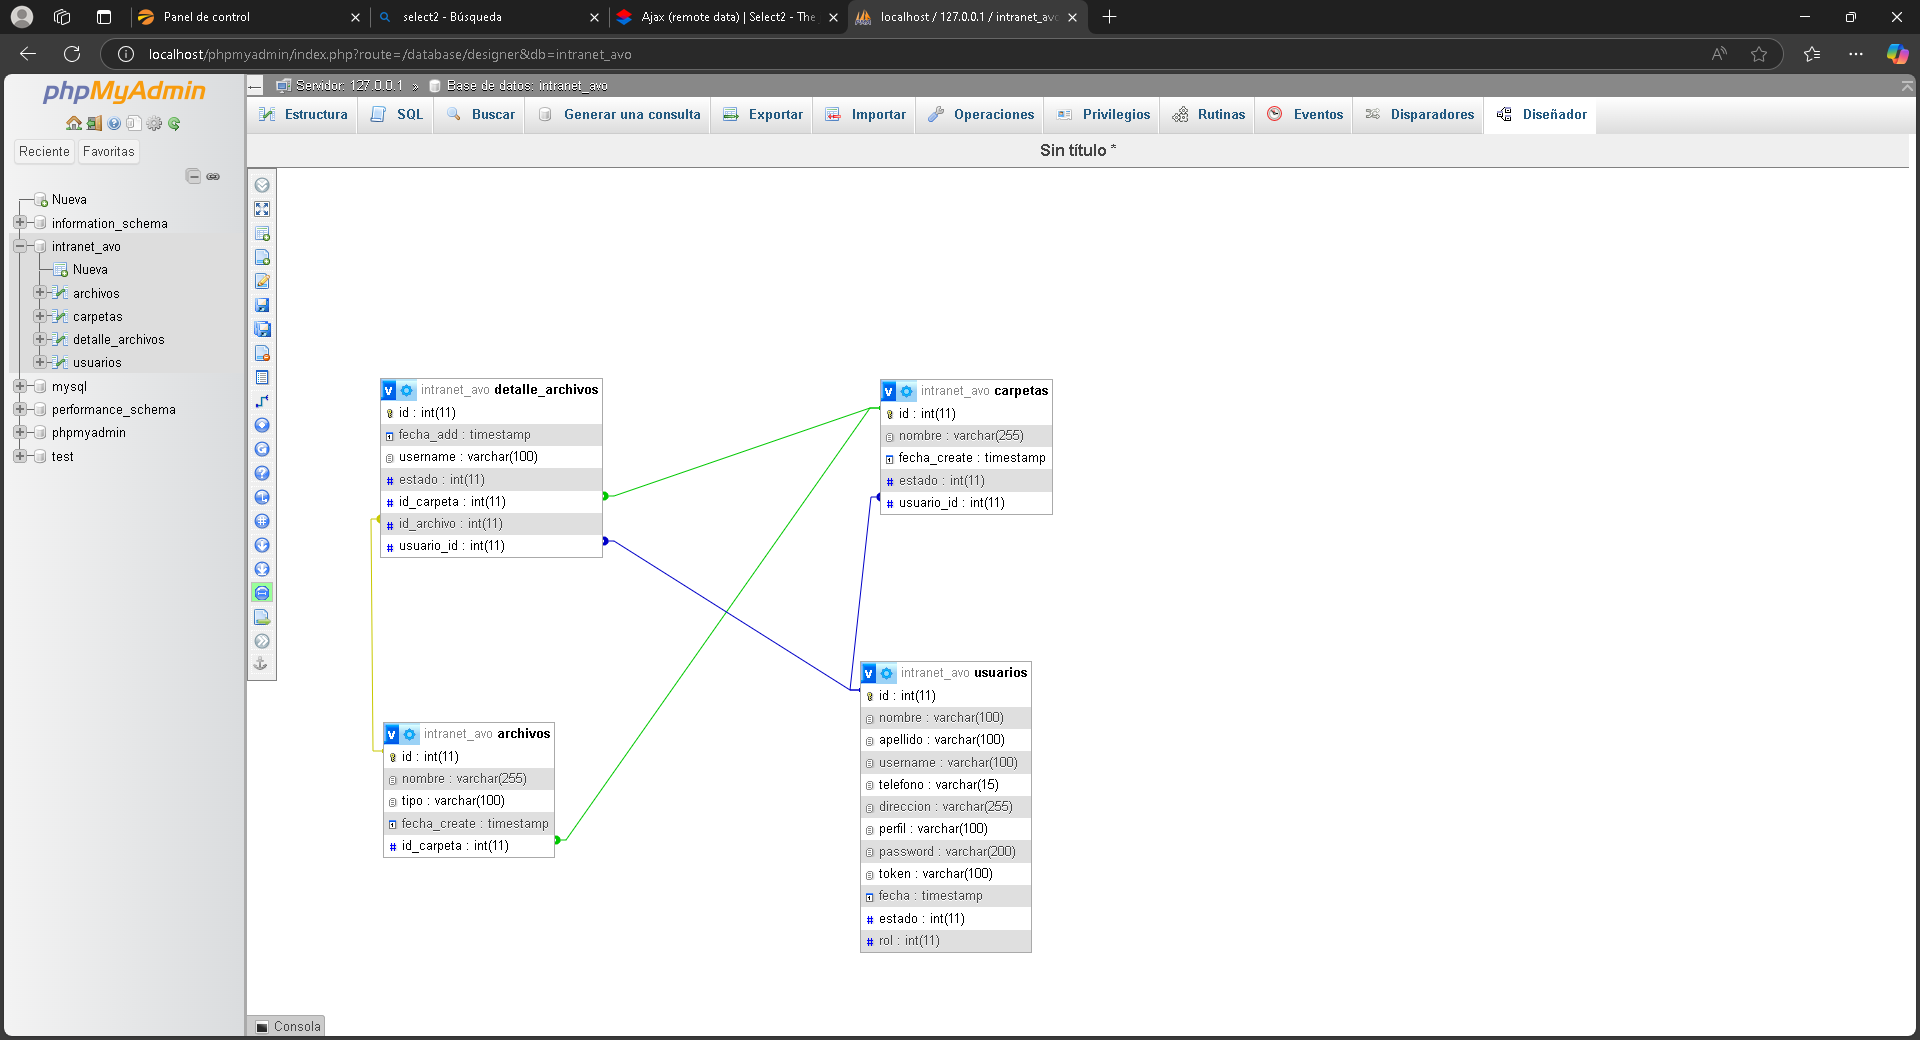 Panel de control
select2 - Búsqueda
Ajax (remote data) | Select2 - The
localhost / 127.0.0.1 / intranet_avo
localhost/phpmyadmin/index.php?route=/database/designer&db=intranet_avo
phpMyAdmin
Reciente
Favoritas
Nueva
information_schema
intranet_avo
Nueva
archivos
carpetas
detalle_archivos
usuarios
mysql
performance_schema
phpmyadmin
test
Servidor: 127.0.0.1 » Base de datos: intranet_avo
Estructura
SQL
Buscar
Generar una consulta
Exportar
Importar
Operaciones
Privilegios
Rutinas
Eventos
Disparadores
Diseñador
Sin título *
v intranet_avo detalle_archivos
id : int(11)
fecha_add : timestamp
username : varchar(100)
# estado : int(11)
# id_carpeta : int(11)
# id_archivo : int(11)
# usuario_id : int(11)
v intranet_avo carpetas
id : int(11)
nombre : varchar(255)
fecha_create : timestamp
# estado : int(11)
# usuario_id : int(11)
v intranet_avo archivos
id : int(11)
nombre : varchar(255)
tipo : varchar(100)
fecha_create : timestamp
# id_carpeta : int(11)
v intranet_avo usuarios
id : int(11)
nombre : varchar(100)
apellido : varchar(100)
username : varchar(100)
telefono : varchar(15)
direccion : varchar(255)
perfil : varchar(100)
password : varchar(200)
token : varchar(100)
fecha : timestamp
# estado : int(11)
# rol : int(11)
Consola